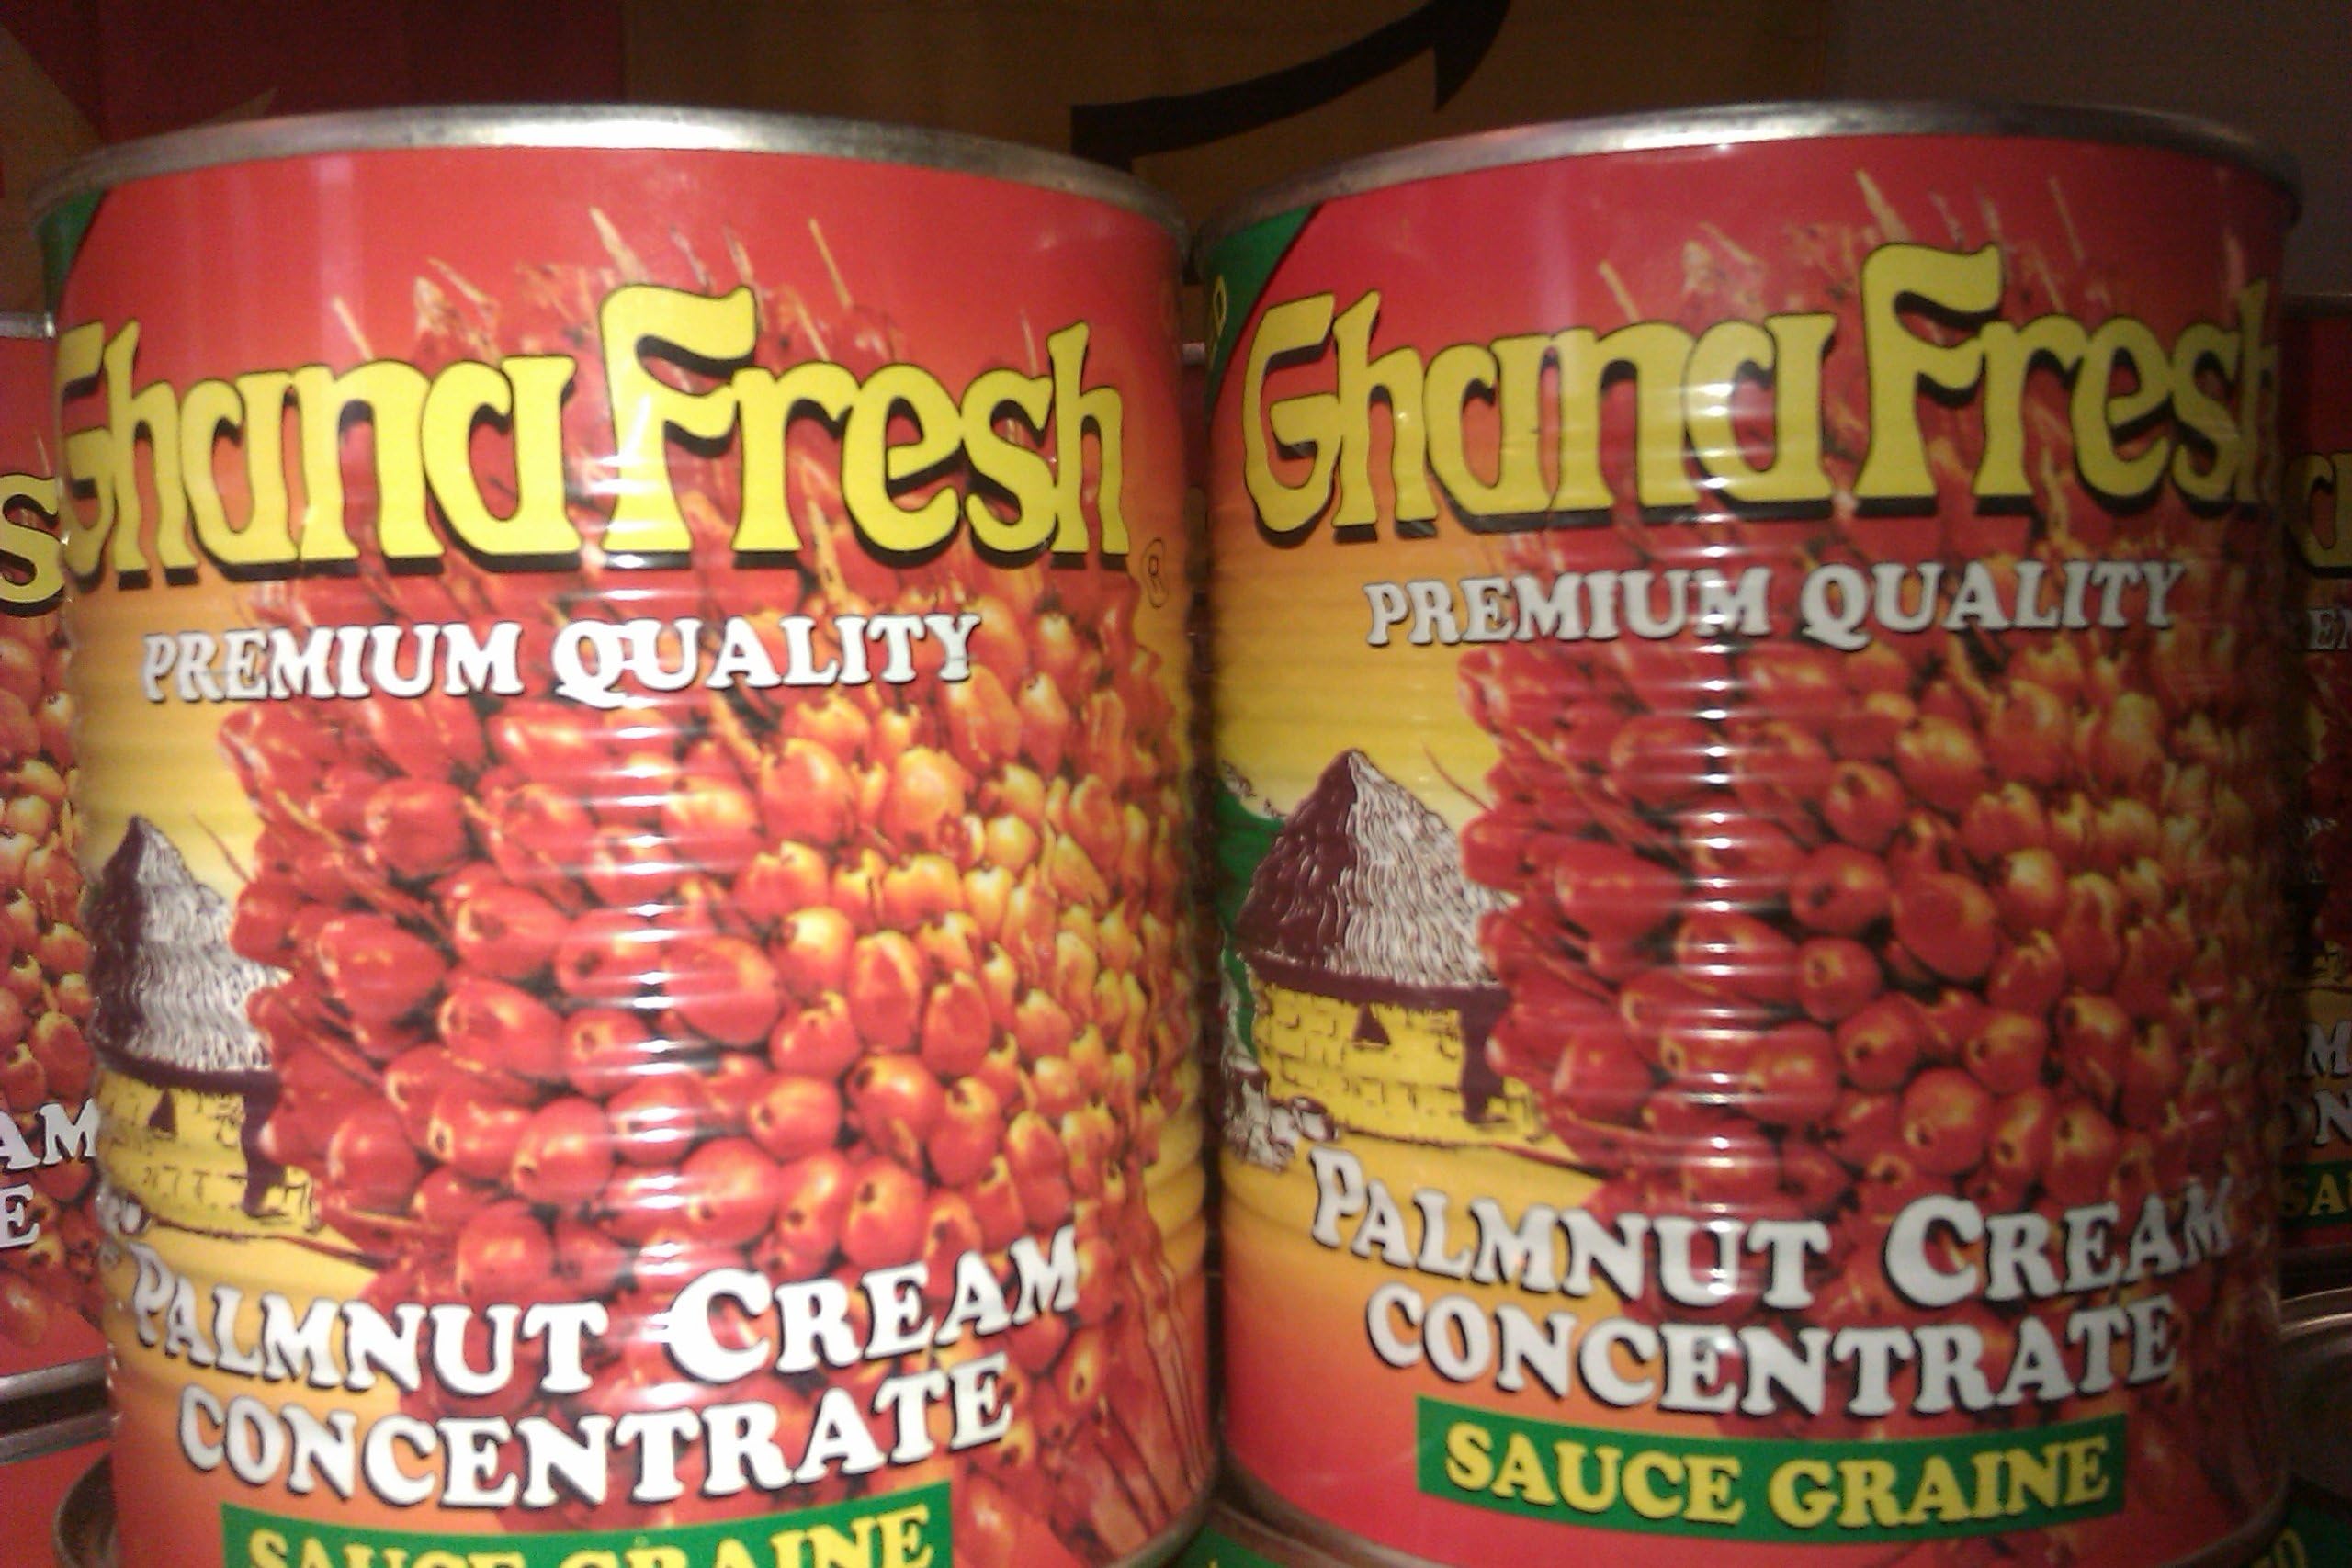 Ghana Fresh
®
PREMIUM QUALITY
PALMNUT CREAM
CONCENTRATE
SAUCE GRAINE
Ghana Fresh
PREMIUM QUALITY
PALMNUT CREAM
CONCENTRATE
SAUCE GRAINE